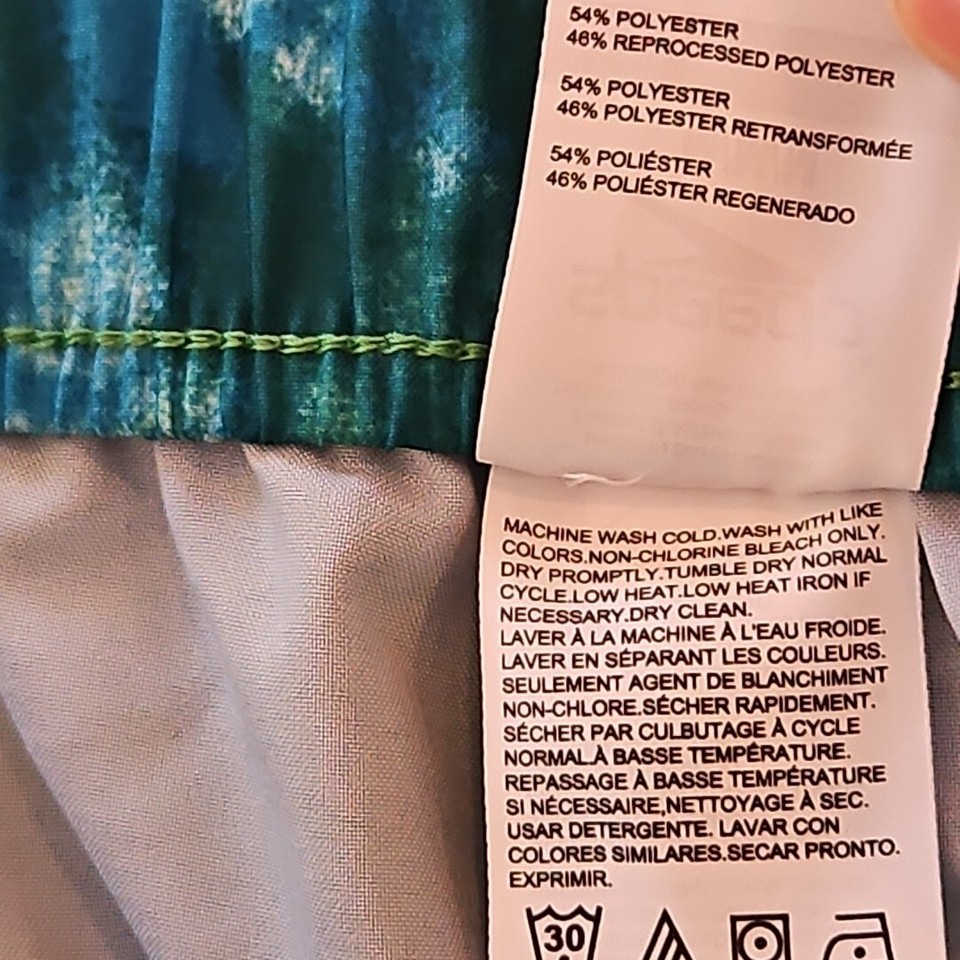 54% POLYESTER
46% REPROCESSED POLYESTER
54% POLYESTER
46% POLYESTER RETRANSFORMÉE
54% POLIÉSTER
46% POLIÉSTER REGENERADO
MACHINE WASH COLD.WASH WITH LIKE
COLORS.NON-CHLORINE BLEACH ONLY.
DRY PROMPTLY.TUMBLE DRY NORMAL
CYCLE.LOW HEAT.LOW HEAT IRON IF
NECESSARY.DRY CLEAN.
LAVER À LA MACHINE À L'EAU FROIDE.
LAVER EN SÉPARANT LES COULEURS.
SEULEMENT AGENT DE BLANCHIMENT
NON-CHLORE.SÉCHER RAPIDEMENT.
SÉCHER PAR CULBUTAGE À CYCLE
NORMAL.À BASSE TEMPÉRATURE.
REPASSAGE À BASSE TEMPÉRATURE
SI NÉCESSAIRE,NETTOYAGE À SEC.
USAR DETERGENTE. LAVAR CON
COLORES SIMILARES.SECAR PRONTO.
EXPRIMIR.
30